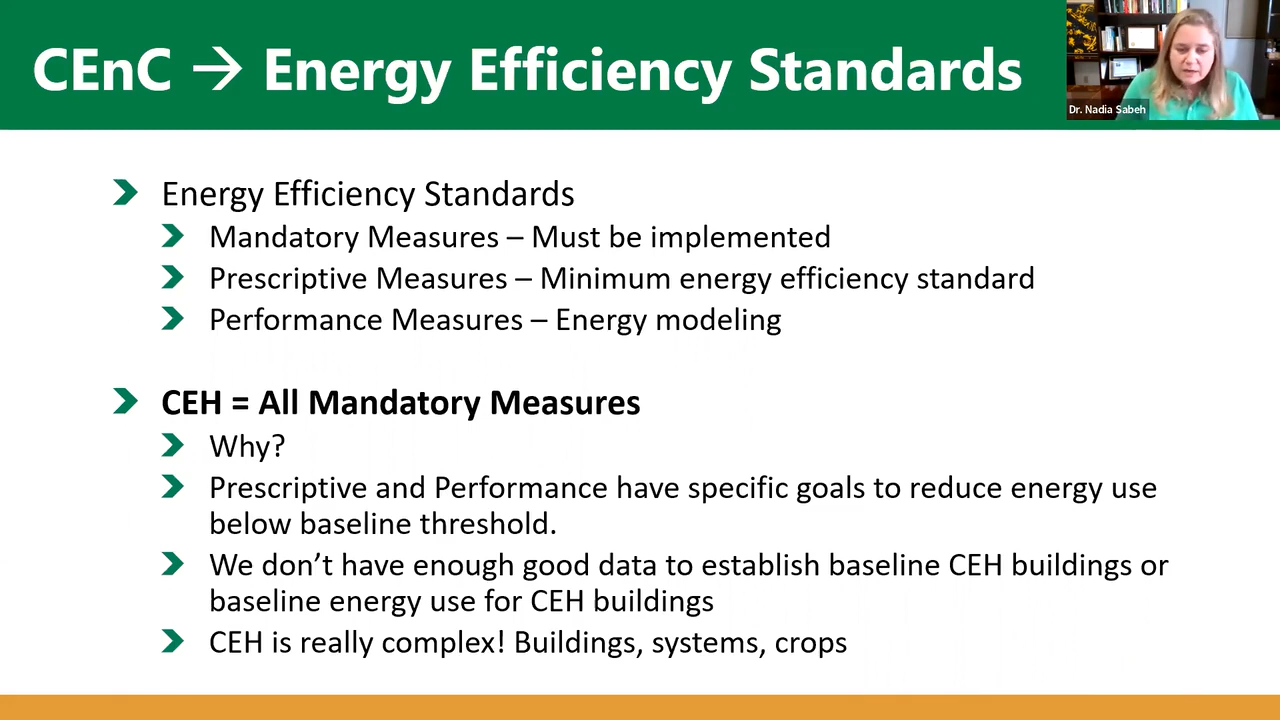 CEnC → Energy Efficiency Standards
Dr. Nadia Sabeh
Energy Efficiency Standards
Mandatory Measures – Must be implemented
Prescriptive Measures – Minimum energy efficiency standard
Performance Measures – Energy modeling
CEH = All Mandatory Measures
Why?
Prescriptive and Performance have specific goals to reduce energy use
below baseline threshold.
We don’t have enough good data to establish baseline CEH buildings or
baseline energy use for CEH buildings
CEH is really complex! Buildings, systems, crops